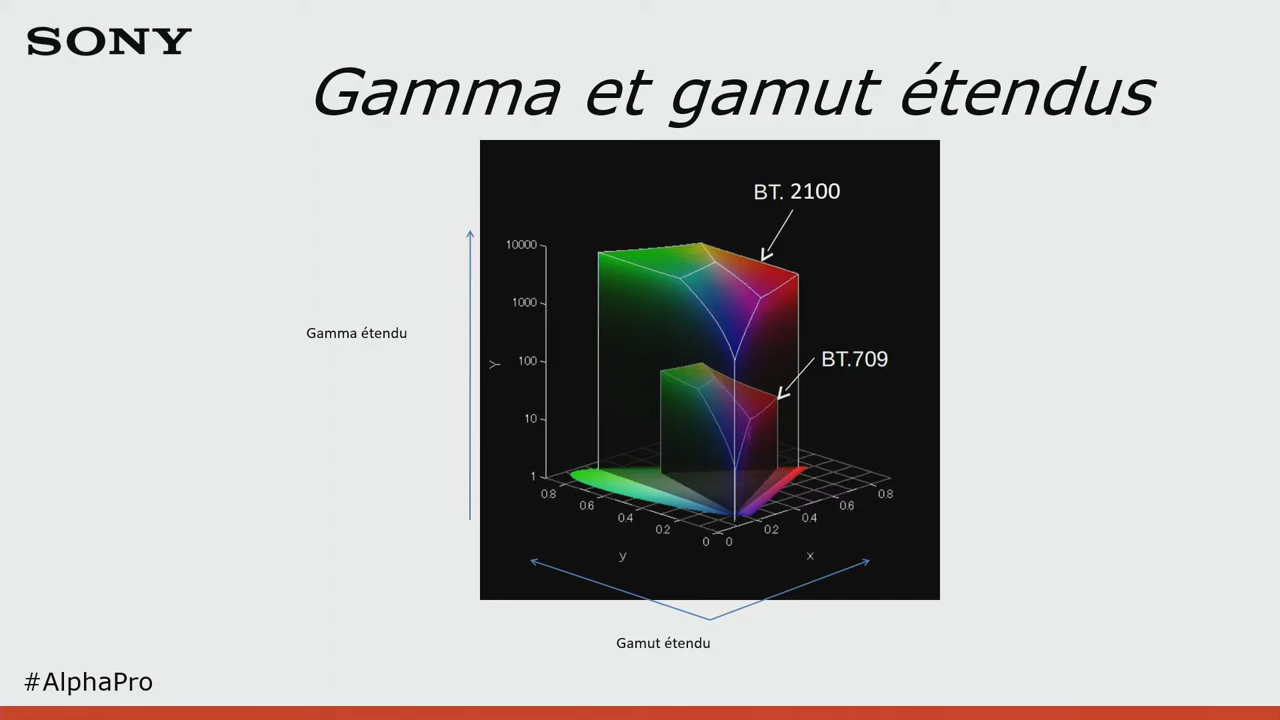 SONY
Gamma et gamut étendus
BT. 2100
10000
1000
Gamma étendu
Y
100
BT.709
10
1
0.8
0.6
0.4
0.2
0
0
0.2
0.4
0.6
0.8
y
x
Gamut étendu
#AlphaPro